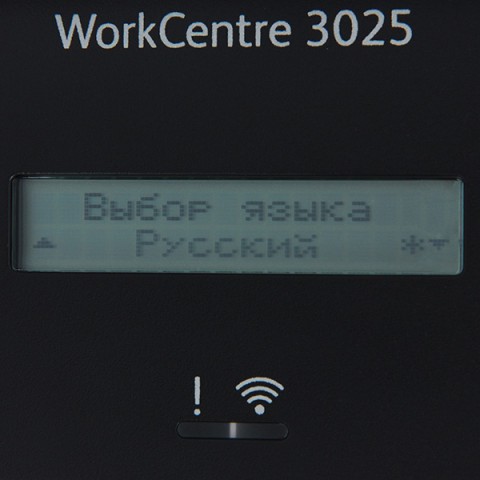 WorkCentre 3025
Выбор языка
Русский *
!